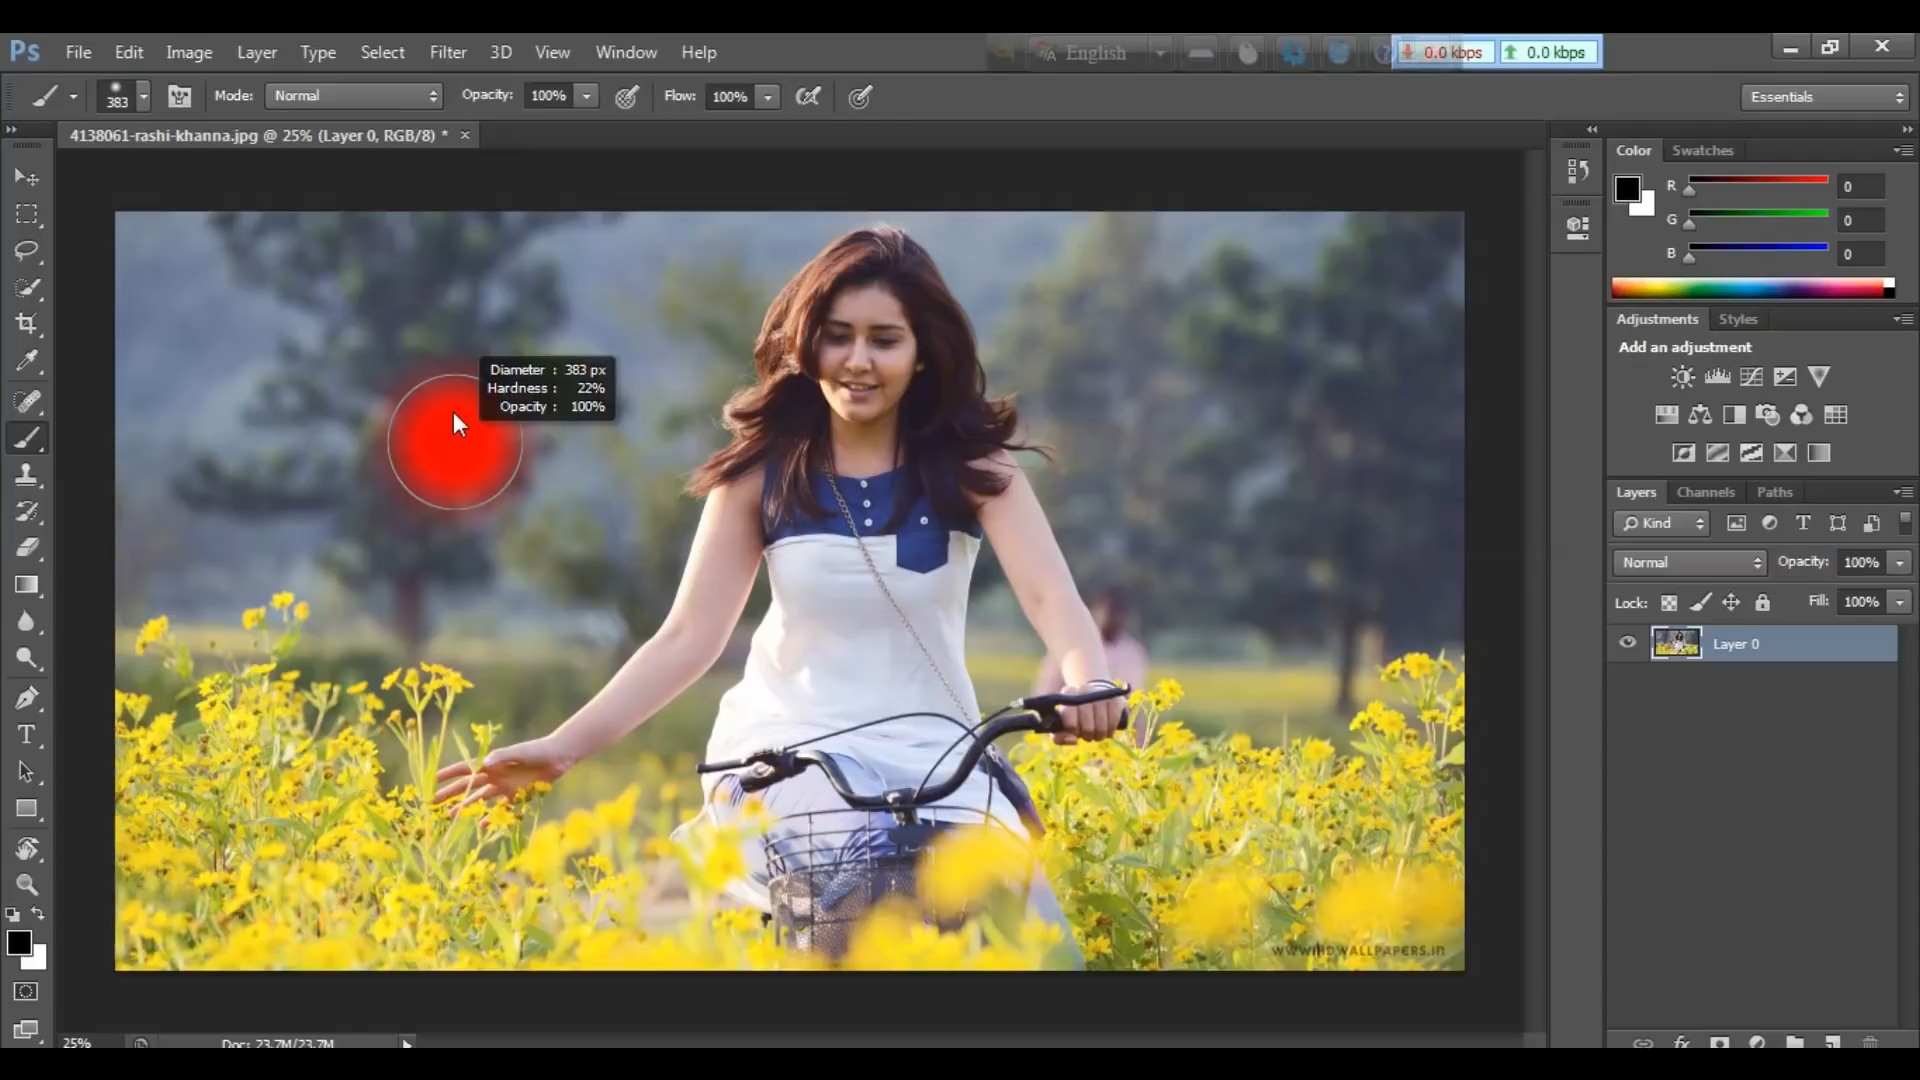 Ps File Edit Image Layer Type Select Filter 3D View Window Help English 0.0 kbps 0.0 kbps
383 Mode: Normal Opacity: 100% Flow: 100% Essentials
4138061-rashi-khanna.jpg @ 25% (Layer 0, RGB/8) *
Color Swatches
R 0
G 0
B 0
Adjustments Styles
Add an adjustment
Diameter : 383 px
Hardness : 22%
Opacity : 100%
Layers Channels Paths
Kind
Normal Opacity: 100%
Lock: Fill: 100%
Layer 0
WWW.HDWALLPAPERS.IN
25% Doc: 23.7M/23.7M